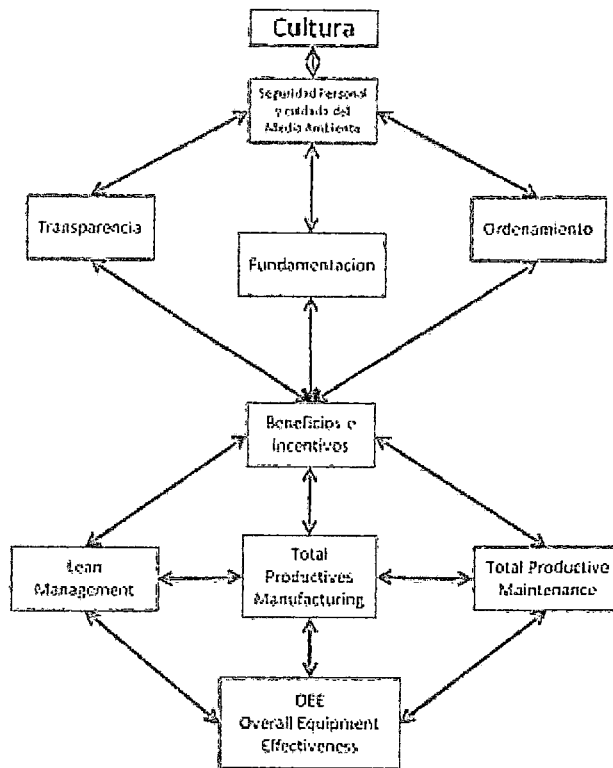 Cultura
Seguridad Personal
y cuidado del
Medio Ambiente
Transparencia
Fundamentacion
Ordenamiento
Beneficios e
Incentivos
Lean
Management
Total
Productives
Manufacturing
Total Productive
Maintenance
OEE
Overall Equipment
Effectiveness